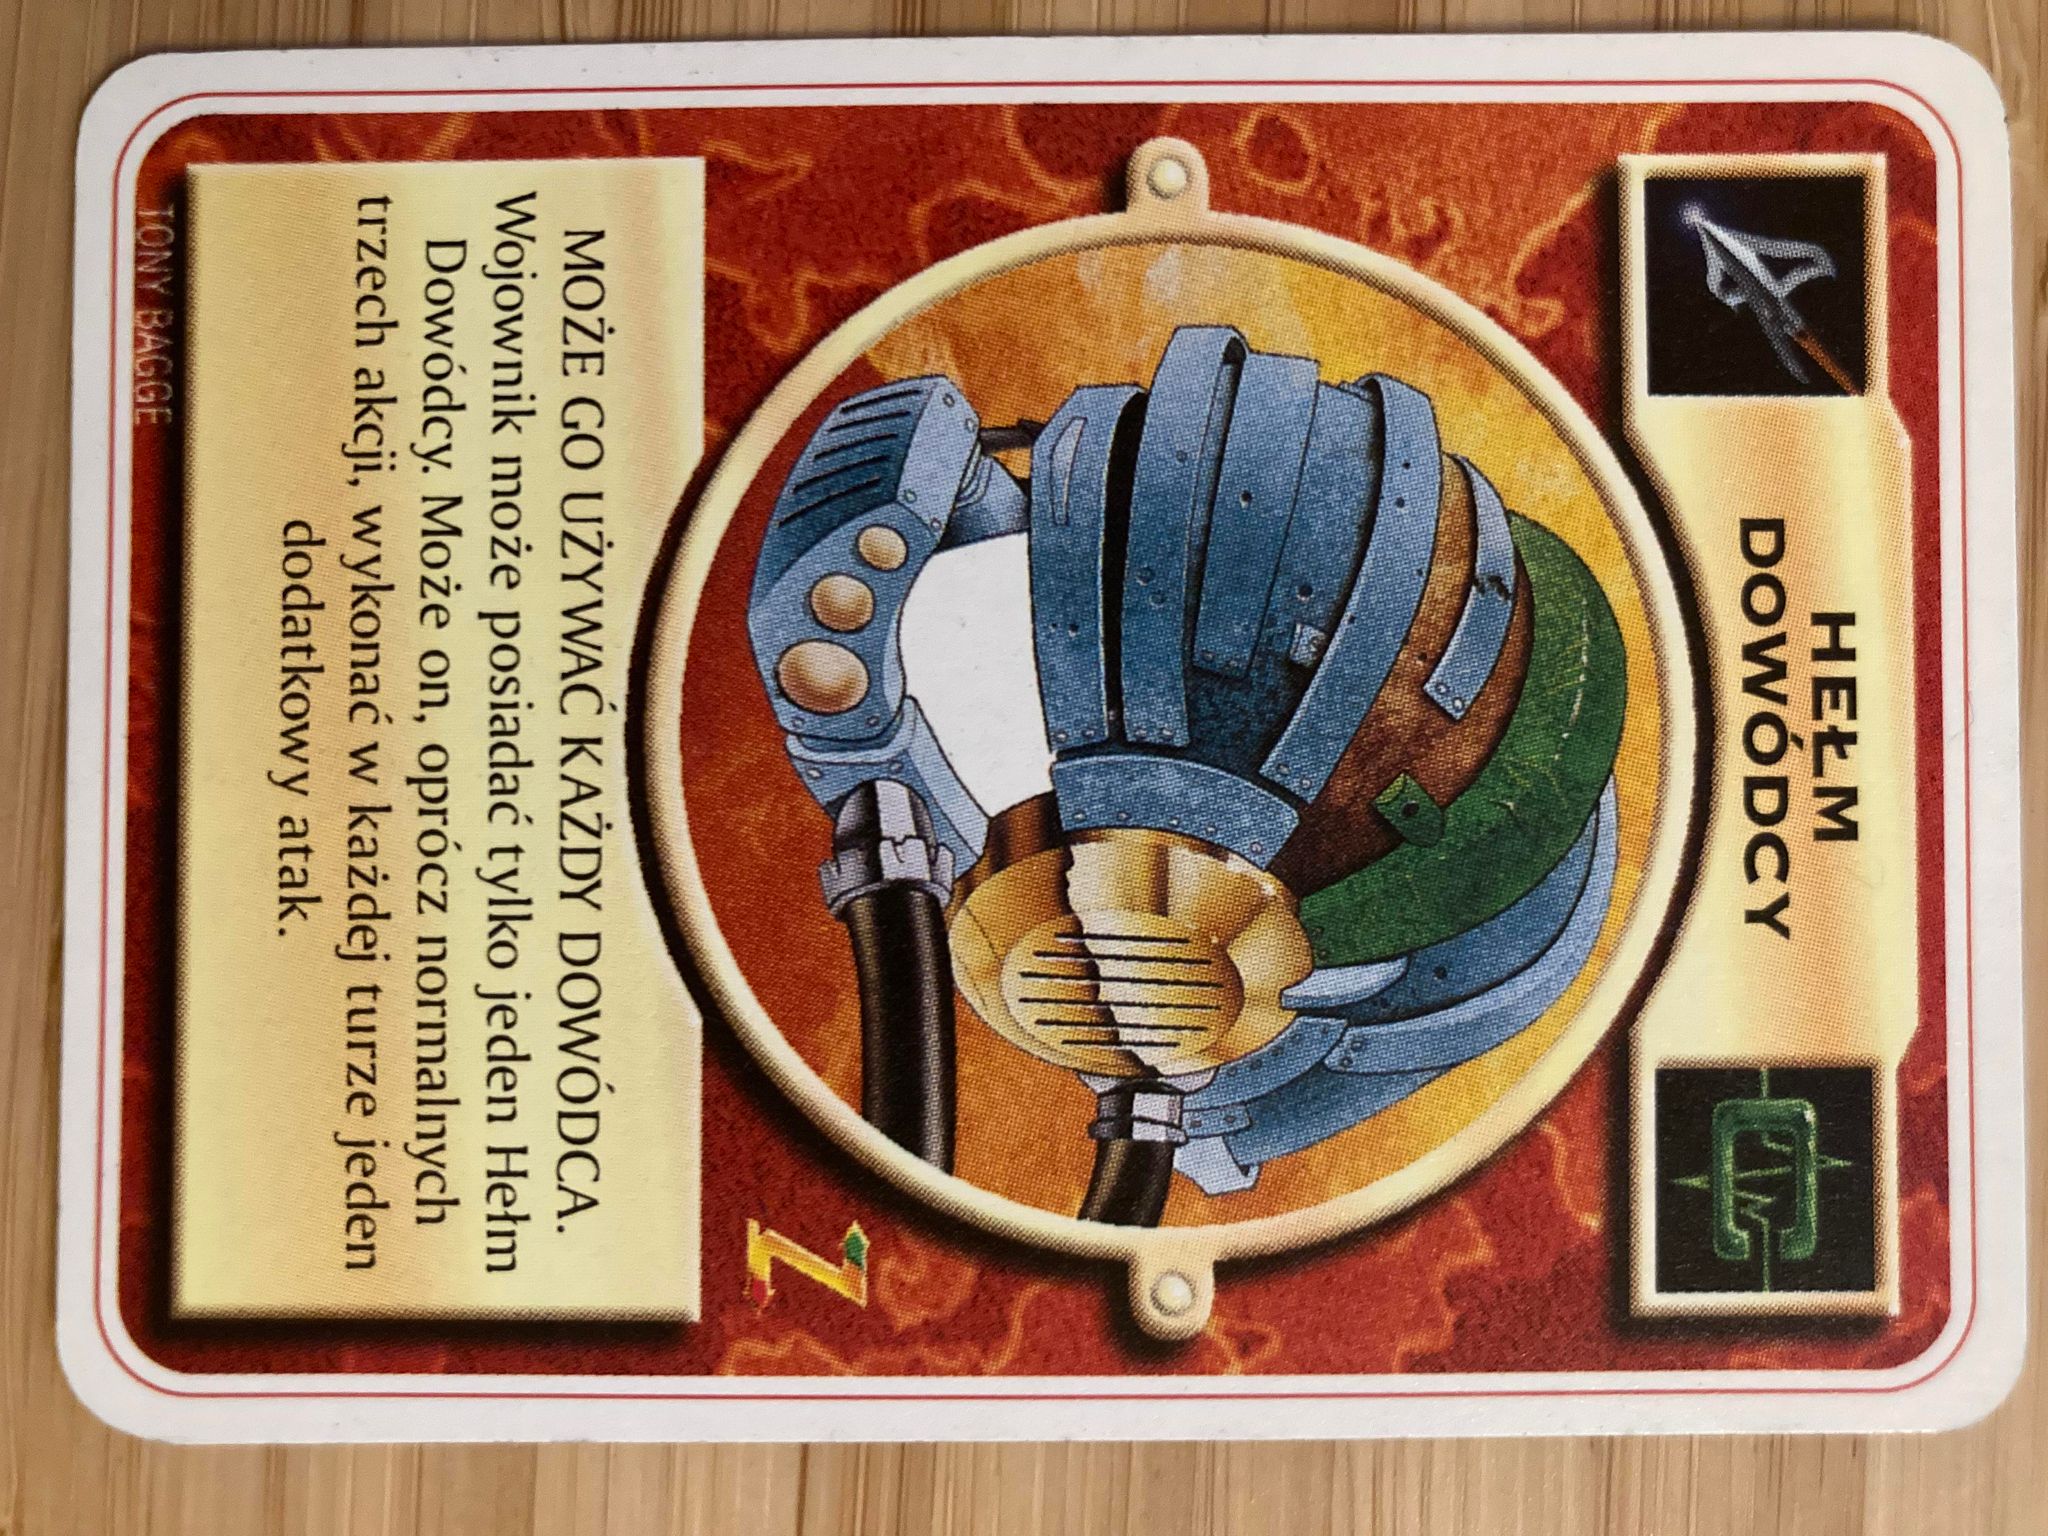 HEŁM
DOWÓDCY
MOŻE GO UŻYWAĆ KAŻDY DOWÓDCA.
Wojownik może posiadać tylko jeden Hełm
Dowódcy. Może on, oprócz normalnych
trzech akcji, wykonać w każdej turze jeden
dodatkowy atak.
TONY BAGGE